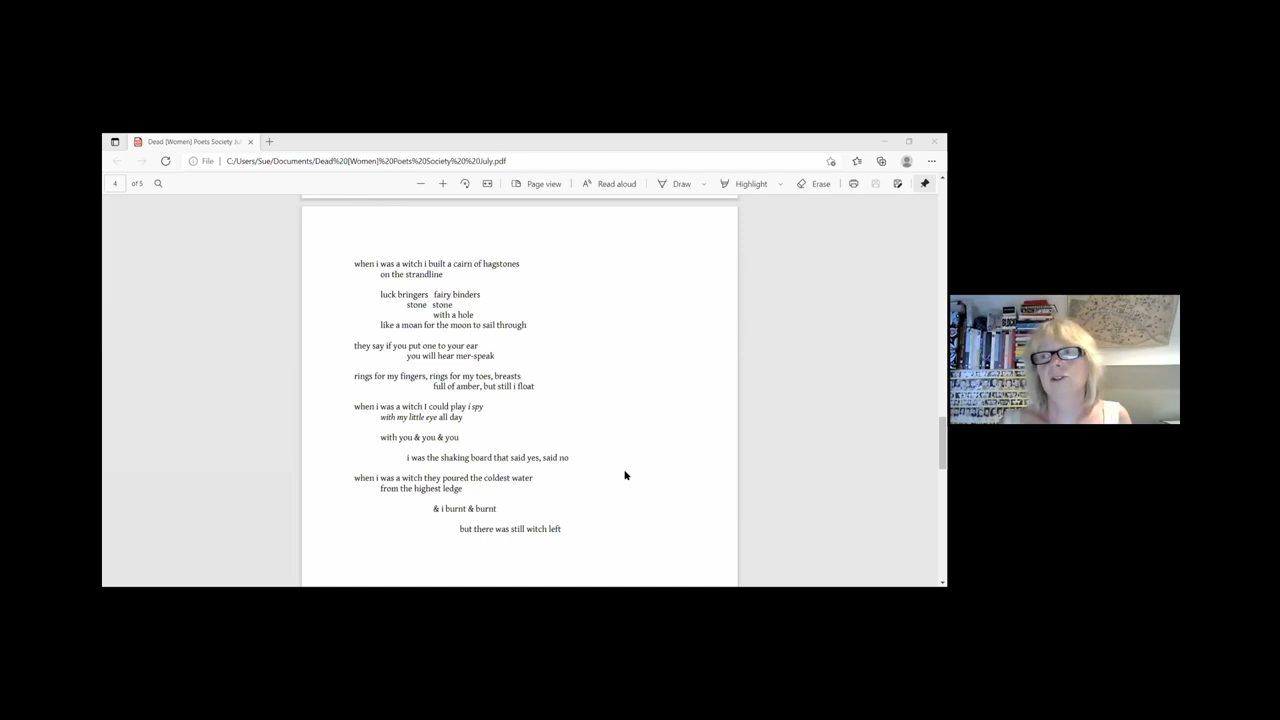 Dead [Women] Poets Society Ju
File
C:/Users/Sue/Documents/Dead%20[Women]%20Poets%20Society%20%20July.pdf
4 of 5
Page view
Read aloud
Draw
Highlight
Erase
when i was a witch i built a cairn of hagstones
on the strandline
luck bringers fairy binders
stone stone
with a hole
like a moan for the moon to sail through
they say if you put one to your ear
you will hear mer-speak
rings for my fingers, rings for my toes, breasts
full of amber, but still i float
when i was a witch I could play i spy
with my little eye all day
with you & you & you
i was the shaking board that said yes, said no
when i was a witch they poured the coldest water
from the highest ledge
& i burnt & burnt
but there was still witch left